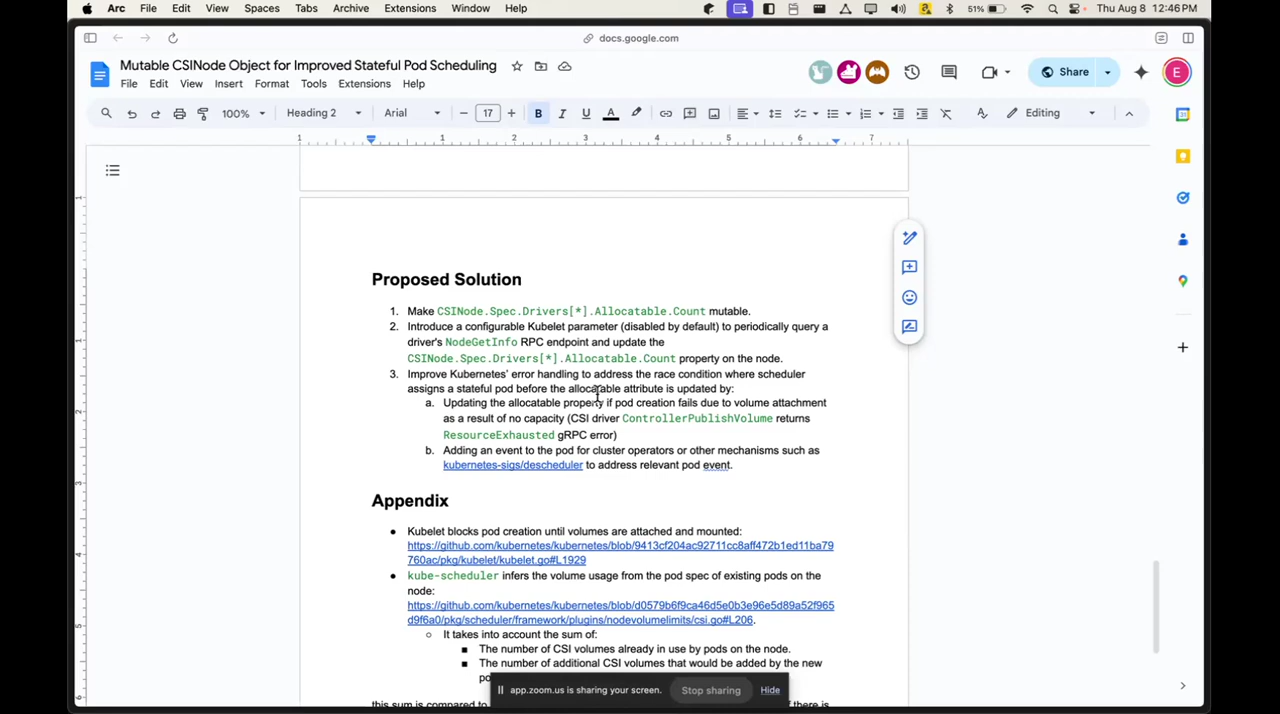 Arc File Edit View Spaces Tabs Archive Extensions Window Help 51% Thu Aug 8 12:46 PM
docs.google.com
Mutable CSINode Object for Improved Stateful Pod Scheduling
File Edit View Insert Format Tools Extensions Help
Share
E
100% Heading 2 Arial 17 B I U A Editing
1 1 2 3 4 5 6 7
Proposed Solution
1. Make CSINode.Spec.Drivers[*].Allocatable.Count mutable.
2. Introduce a configurable Kubelet parameter (disabled by default) to periodically query a
driver's NodeGetInfo RPC endpoint and update the
CSINode.Spec.Drivers[*].Allocatable.Count property on the node.
3. Improve Kubernetes' error handling to address the race condition where scheduler
assigns a stateful pod before the allocatable attribute is updated by:
a. Updating the allocatable property if pod creation fails due to volume attachment
as a result of no capacity (CSI driver ControllerPublishVolume returns
ResourceExhausted gRPC error)
b. Adding an event to the pod for cluster operators or other mechanisms such as
kubernetes-sigs/descheduler to address relevant pod event.
Appendix
● Kubelet blocks pod creation until volumes are attached and mounted:
https://github.com/kubernetes/kubernetes/blob/9413cf204ac92711cc8aff472b1ed11ba79
760ac/pkg/kubelet/kubelet.go#L1929
● kube-scheduler infers the volume usage from the pod spec of existing pods on the
node:
https://github.com/kubernetes/kubernetes/blob/d0579b6f9ca46d5e0b3e96e5d89a52f965
d9f6a0/pkg/scheduler/framework/plugins/nodevolumelimits/csi.go#L206.
○ It takes into account the sum of:
■ The number of CSI volumes already in use by pods on the node.
■ The number of additional CSI volumes that would be added by the new
app.zoom.us is sharing your screen. Stop sharing Hide
this sum is compared to